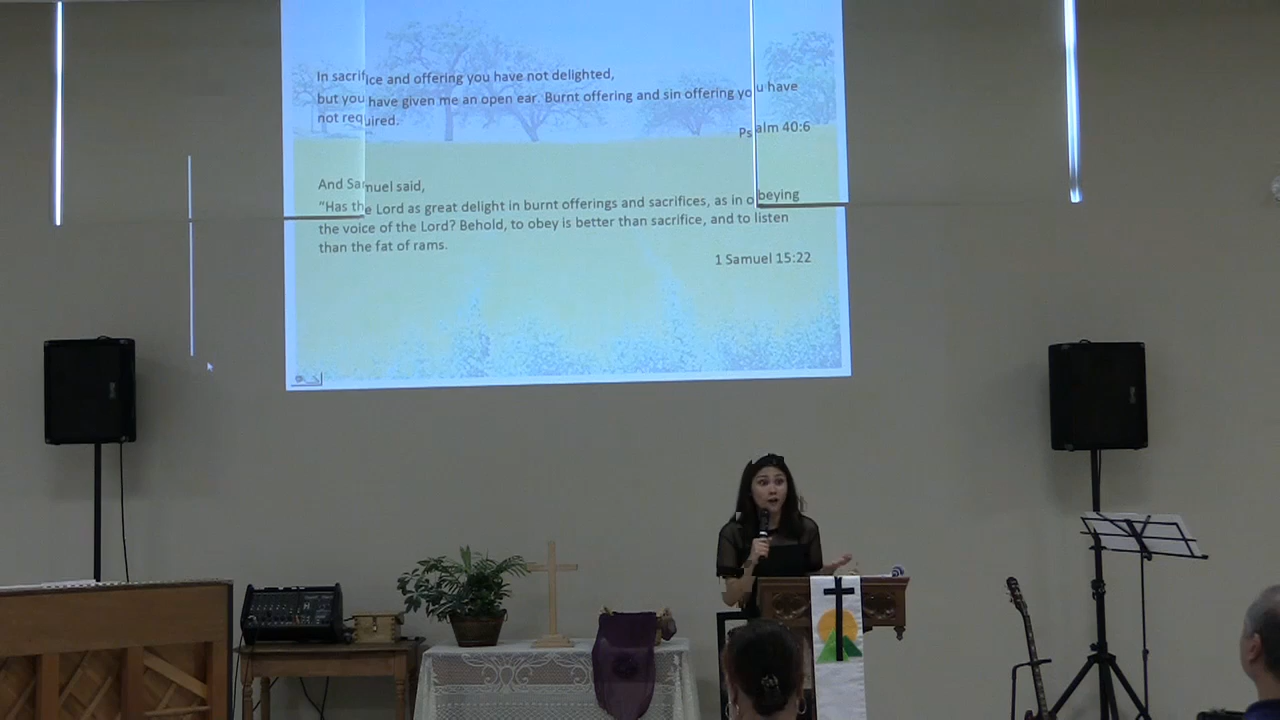 In sacrifice and offering you have not delighted,
but you have given me an open ear. Burnt offering and sin offering you have
not required.
Psalm 40:6
And Samuel said,
"Has the Lord as great delight in burnt offerings and sacrifices, as in obeying
the voice of the Lord? Behold, to obey is better than sacrifice, and to listen
than the fat of rams.
1 Samuel 15:22